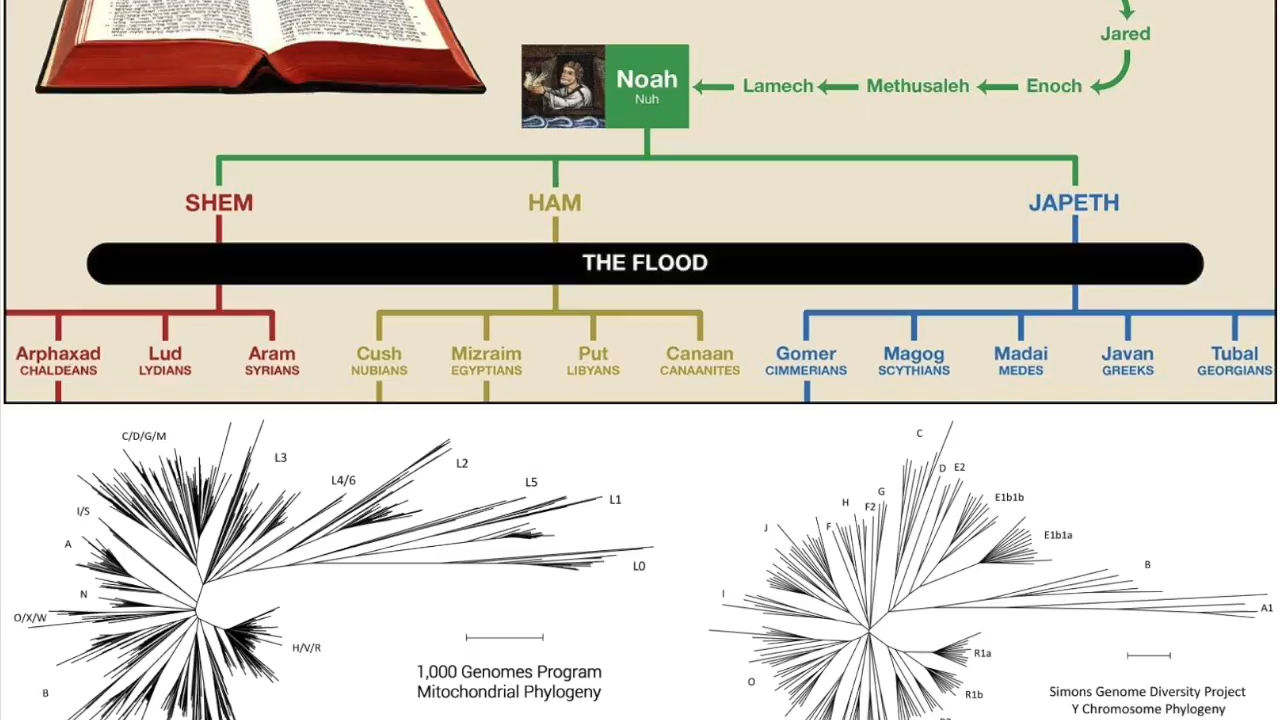 Jared
Noah
Nuh
Lamech
Methusaleh
Enoch
SHEM
HAM
JAPETH
THE FLOOD
Arphaxad
CHALDEANS
Lud
LYDIANS
Aram
SYRIANS
Cush
NUBIANS
Mizraim
EGYPTIANS
Put
LIBYANS
Canaan
CANAANITES
Gomer
CIMMERIANS
Magog
SCYTHIANS
Madai
MEDES
Javan
GREEKS
Tubal
GEORGIANS
C/D/G/M
L3
L4/6
L2
L5
L1
L0
I/S
A
N
O/X/W
H/V/R
B
1,000 Genomes Program
Mitochondrial Phylogeny
C
D
E2
G
F2
H
F
J
E1b1b
E1b1a
B
A1
I
O
R1a
R1b
Simons Genome Diversity Project
Y Chromosome Phylogeny